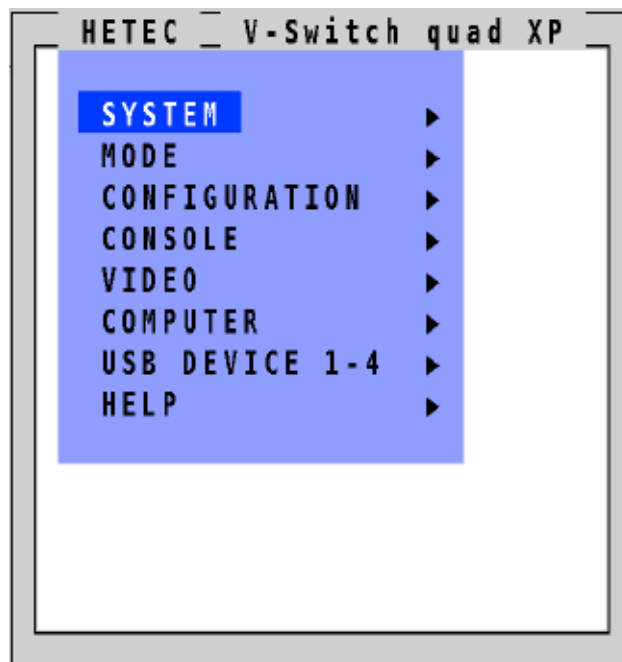 HETEC _ V-Switch quad XP
SYSTEM
MODE
CONFIGURATION
CONSOLE
VIDEO
COMPUTER
USB DEVICE 1-4
HELP